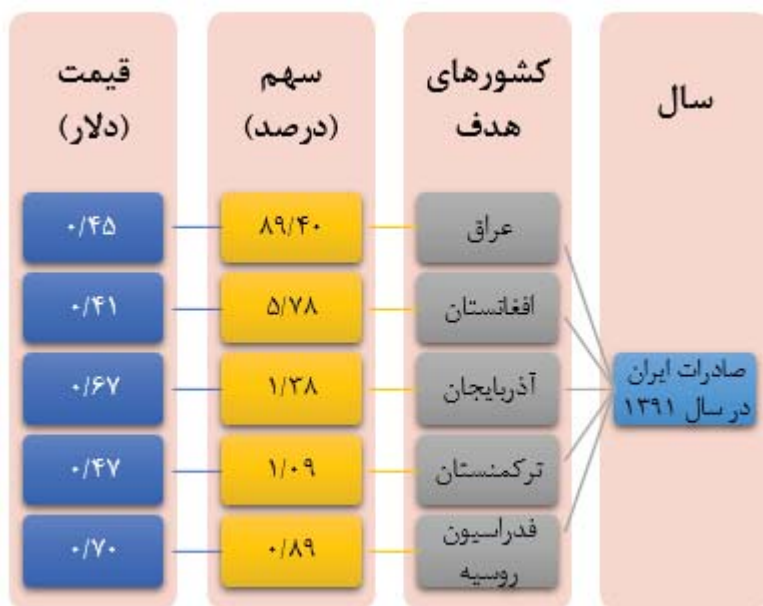 سال
کشورهای
هدف
سهم
(درصد)
قیمت
(دلار)
صادرات ایران
در سال ۱۳۹۱
عراق
۸۹/۴۰
۰/۴۵
افغانستان
۵/۷۸
۰/۴۱
آذربایجان
۱/۳۸
۰/۶۷
ترکمنستان
۱/۰۹
۰/۴۷
فدراسیون
روسیه
۰/۸۹
۰/۷۰